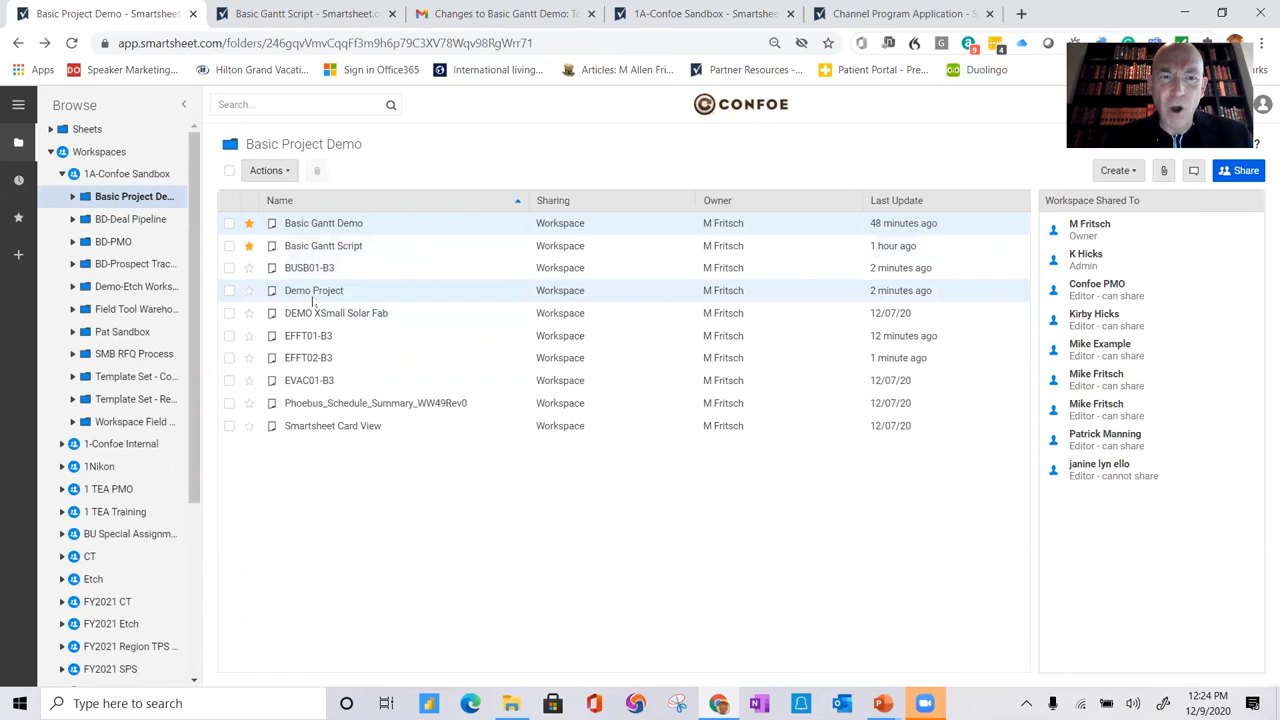 Basic Project Demo - Smartshe
Basic Script - Smartsheet.com
Changes to Basic Gantt Demo: Ta
1A-Confoe Sandbox - Smartshee
Channel Program - Smartsheet.c
9
4
Apps
Speaker Marketing...
Hilton Grand Vacati...
Sign in to O365
International living...
Articles: M Allen Fri...
Partner Resources -...
Patient Portal - Pres...
Duolingo
Browse
Search...
CONFOE
Sheets
Workspaces
1A-Confoe Sandbox
Basic Project De...
BD-Deal Pipeline
BD-PMO
BD-Prospect Trac...
Demo-Etch Works...
Field Tool Wareho...
Pat Sandbox
SMB RFQ Process
Template Set - Co...
Template Set - Re...
Workspace Field ...
1-Confoe Internal
1Nikon
1 TEA PMO
1 TEA Training
BU Special Assignm...
CT
Etch
FY2021 CT
FY2021 Etch
FY2021 Region TPS ...
FY2021 SPS
Basic Project Demo
?
Actions
Create
Share
Name Sharing Owner Last Update
Basic Gantt Demo Workspace M Fritsch 48 minutes ago
Basic Gantt Script Workspace M Fritsch 1 hour ago
BUSB01-B3 Workspace M Fritsch 2 minutes ago
Demo Project Workspace M Fritsch 2 minutes ago
DEMO XSmall Solar Fab Workspace M Fritsch 12/07/20
EFFT01-B3 Workspace M Fritsch 12 minutes ago
EFFT02-B3 Workspace M Fritsch 1 minute ago
EVAC01-B3 Workspace M Fritsch 12/07/20
Phoebus_Schedule_Summary_WW49Rev0 Workspace M Fritsch 12/07/20
Smartsheet Card View Workspace M Fritsch 12/07/20
Workspace Shared To
M Fritsch
Owner
K Hicks
Admin
Confoe PMO
Editor - can share
Kirby Hicks
Editor - can share
Mike Example
Editor - can share
Mike Fritsch
Editor - can share
Mike Fritsch
Editor - can share
Patrick Manning
Editor - can share
janine lyn ello
Editor - cannot share
Type here to search
12:24 PM
12/9/2020